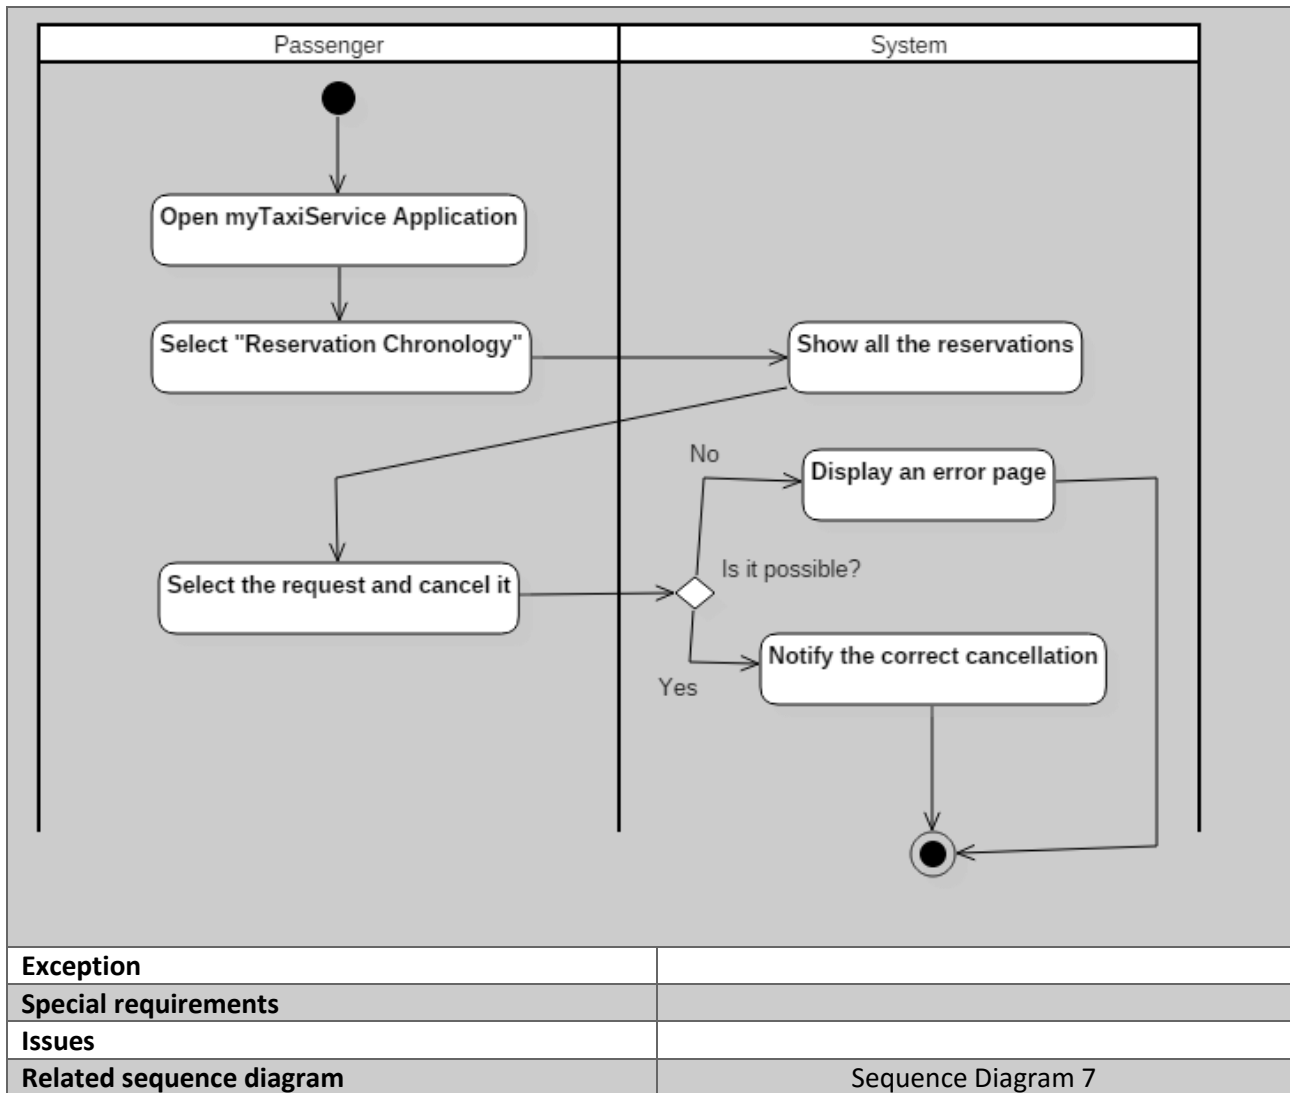 Passenger
System
Open myTaxiService Application
Select "Reservation Chronology"
Show all the reservations
No
Display an error page
Is it possible?
Select the request and cancel it
Notify the correct cancellation
Yes
Exception
Special requirements
Issues
Related sequence diagram
Sequence Diagram 7